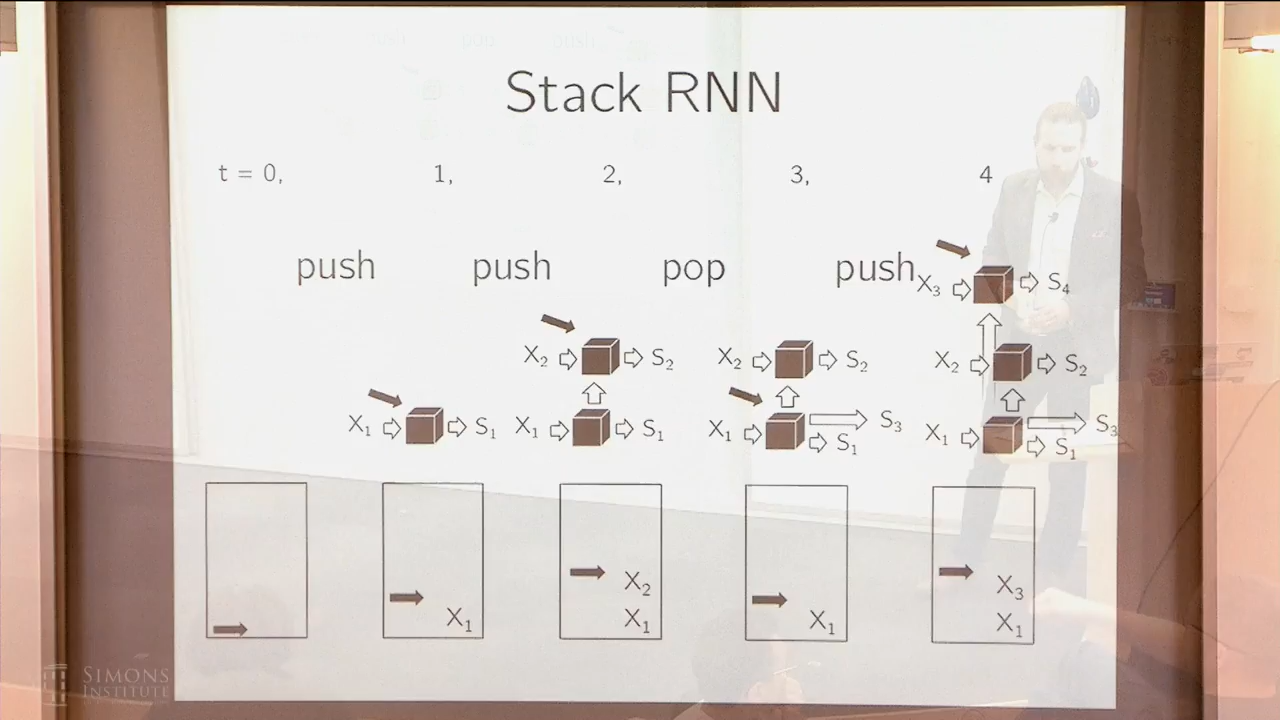 Stack RNN
t = 0, 1, 2, 3, 4
push push pop push
X₃ S₄
X₂ S₂ X₂ S₂ X₂ S₂
X₁ S₁ X₁ S₁ X₁ S₃ S₁ X₁ S₃ S₁
X₂ X₃
X₁ X₁ X₁ X₁
SIMONS
INSTITUTE